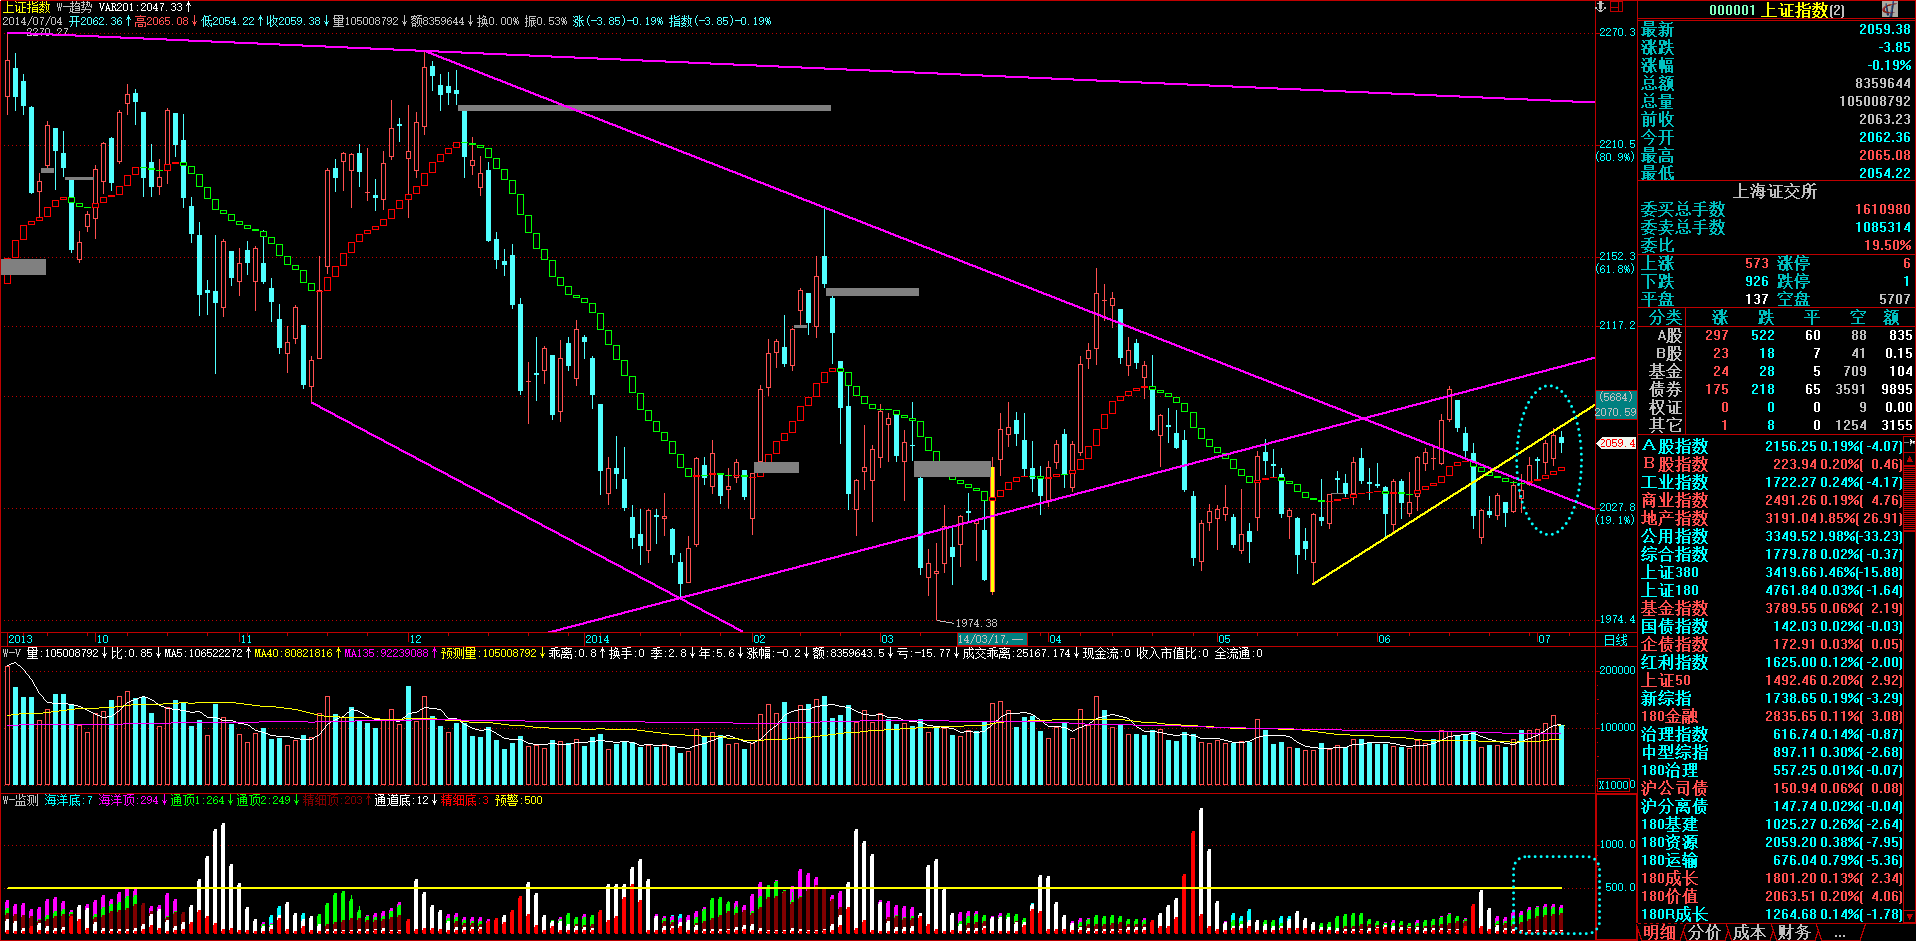 上证指数 W-趋势 VAR201:2047.33↑
2014/07/04 开2062.36↑高2065.08↓低2054.22↑收2059.38↓量105008792↓额8359644↓换0.00% 振0.53% 涨(-3.85)-0.19% 指数(-3.85)-0.19%
2270.27
2270.3
2210.5
(80.9%)
2152.3
(61.8%)
2117.2
(5684)
2070.59
2059.4
2027.8
(19.1%)
1974.4
1974.38
2013 10 11 12 2014 02 03 14/03/17,一 04 05 06 07 日线
W-V 量:105008792↓比:0.85↓MA5:106522272↑MA40:80821816↑MA135:92239088↑预测量:105008792↓乖离:0.8↑换手:0 季:2.8↓年:5.6↓涨幅:-0.2↓额:8359643.5↓亏:-15.77↓成交乖离:25167.174↓现金流:0 收入市值比:0 全流通:0
200000
100000
X10000
W-监测 海洋底:7 海洋顶:294↓通顶1:264↓通顶2:249↓精细顶:203↑通道底:12↓精细底:3 预警:500
1000.0
500.0
000001 上证指数(2)
最新 2059.38
涨跌 -3.85
涨幅 -0.19%
总额 8359644
总量 105008792
前收 2063.23
今开 2062.36
最高 2065.08
最低 2054.22
上海证交所
委买总手数 1610980
委卖总手数 1085314
委比 19.50%
上涨 573 涨停 6
下跌 926 跌停 1
平盘 137 空盘 5707
分类 涨 跌 平 空 额
A股 297 522 60 88 835
B股 23 18 7 41 0.15
基金 24 28 5 709 104
债券 175 218 65 3591 9895
权证 0 0 0 9 0.00
其它 1 8 0 1254 3155
A股指数 2156.25 0.19%( -4.07)
B股指数 223.94 0.20%( 0.46)
工业指数 1722.27 0.24%( -4.17)
商业指数 2491.26 0.19%( 4.76)
地产指数 3191.04 ).85%( 26.91)
公用指数 3349.52 ).98%(-33.23)
综合指数 1779.78 0.02%( -0.37)
上证380 3419.66 ).46%(-15.88)
上证180 4761.84 0.03%( -1.64)
基金指数 3789.55 0.06%( 2.19)
国债指数 142.03 0.02%( -0.03)
企债指数 172.91 0.03%( 0.05)
红利指数 1625.00 0.12%( -2.00)
上证50 1492.46 0.20%( 2.92)
新综指 1738.65 0.19%( -3.29)
180金融 2835.65 0.11%( 3.08)
治理指数 616.74 0.14%( -0.87)
中型综指 897.11 0.30%( -2.68)
180治理 557.25 0.01%( -0.07)
沪公司债 150.94 0.06%( 0.08)
沪分离债 147.74 0.02%( -0.04)
180基建 1025.27 0.26%( -2.64)
180资源 2059.20 0.38%( -7.95)
180运输 676.04 0.79%( -5.36)
180成长 1801.20 0.13%( 2.34)
180价值 2063.51 0.20%( 4.06)
180R成长 1264.68 0.14%( -1.78)
明细 分价 成本 财务 ...